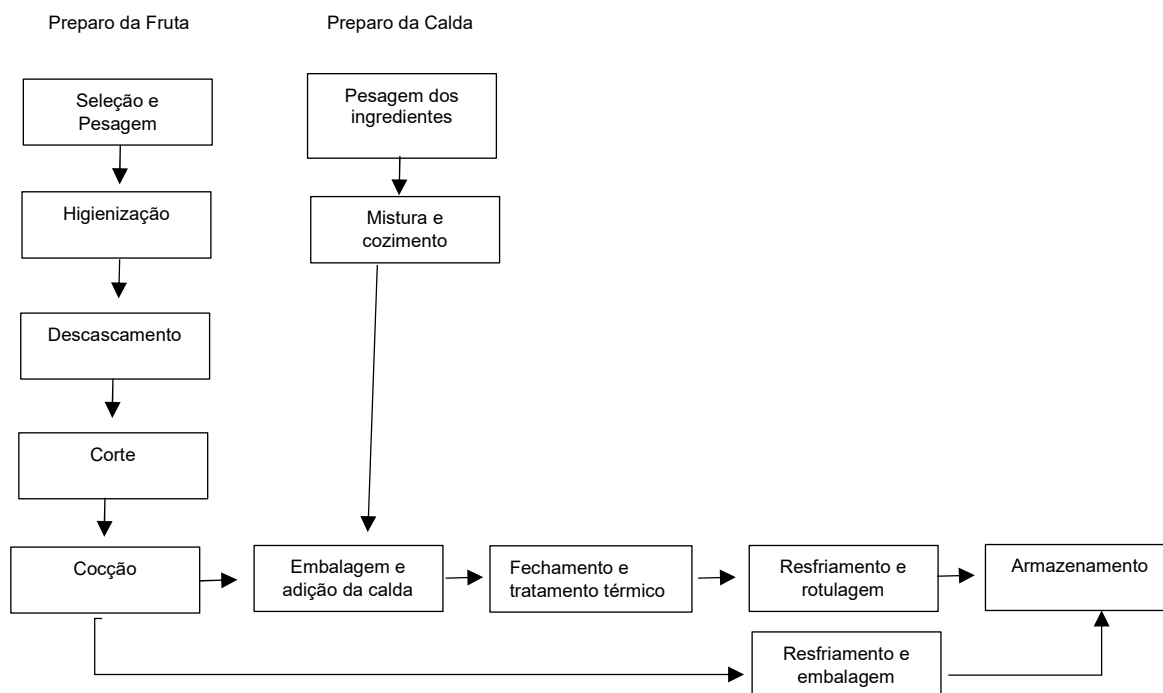 Preparo da Fruta
Preparo da Calda
Seleção e
Pesagem
Pesagem dos
ingredientes
Higienização
Mistura e
cozimento
Descascamento
Corte
Cocção
Embalagem e
adição da calda
Fechamento e
tratamento térmico
Resfriamento e
rotulagem
Armazenamento
Resfriamento e
embalagem